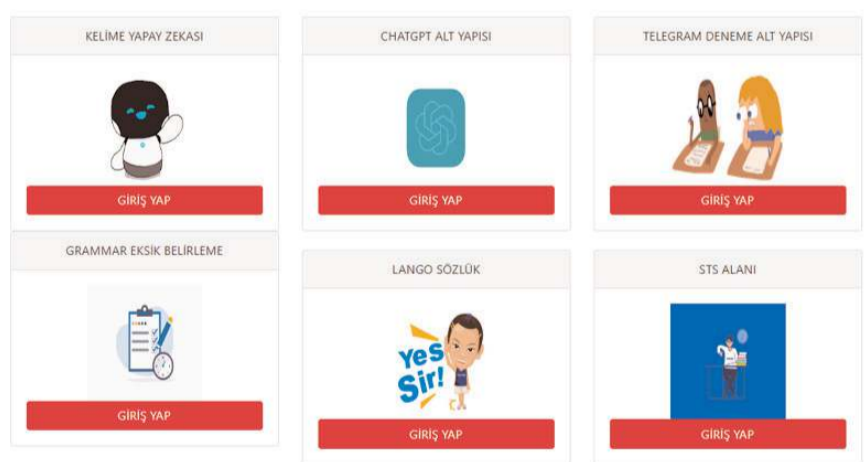 KELİME YAPAY ZEKASI
CHATGPT ALT YAPISI
TELEGRAM DENEME ALT YAPISI
GİRİŞ YAP
GİRİŞ YAP
GİRİŞ YAP
GRAMMAR EKSİK BELİRLEME
LANGO SÖZLÜK
STS ALANI
Yes
Sir!
GİRİŞ YAP
GİRİŞ YAP
GİRİŞ YAP